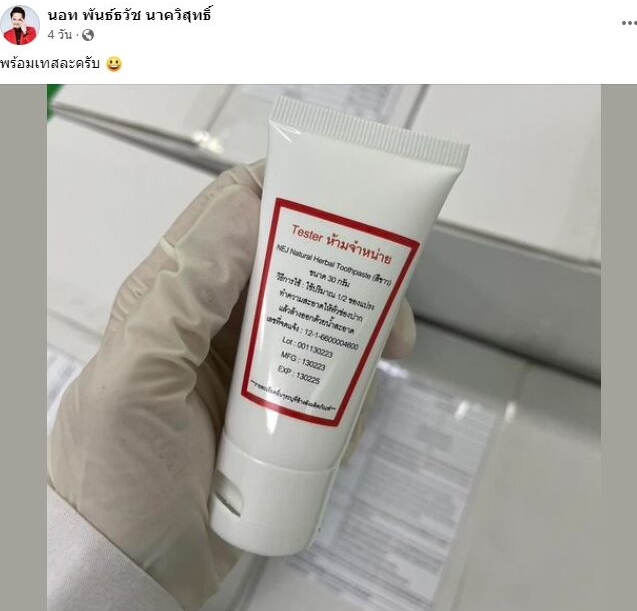 นอท พันธ์ธวัช นาควิสุทธิ์
4 วัน ·
พร้อมเทสละครับ 😀
Tester ห้ามจำหน่าย
NEJ Natural Herbal Toothpaste (สีขาว)
ขนาด 30 กรัม
วิธีการใช้ : ใช้ปริมาณ 1/2 ของแปรง
ทำความสะอาดให้ทั่วช่องปาก
แล้วล้างออกด้วยน้ำสะอาด
เลขที่จดแจ้ง : 12-1-6600004600
Lot : 001130223
MFG : 130223
EXP : 130225